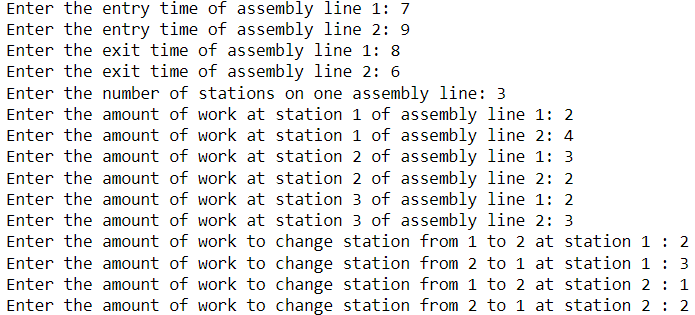 Enter the entry time of assembly line 1: 7
Enter the entry time of assembly line 2: 9
Enter the exit time of assembly line 1: 8
Enter the exit time of assembly line 2: 6
Enter the number of stations on one assembly line: 3
Enter the amount of work at station 1 of assembly line 1: 2
Enter the amount of work at station 1 of assembly line 2: 4
Enter the amount of work at station 2 of assembly line 1: 3
Enter the amount of work at station 2 of assembly line 2: 2
Enter the amount of work at station 3 of assembly line 1: 2
Enter the amount of work at station 3 of assembly line 2: 3
Enter the amount of work to change station from 1 to 2 at station 1 : 2
Enter the amount of work to change station from 2 to 1 at station 1 : 3
Enter the amount of work to change station from 1 to 2 at station 2 : 1
Enter the amount of work to change station from 2 to 1 at station 2 : 2